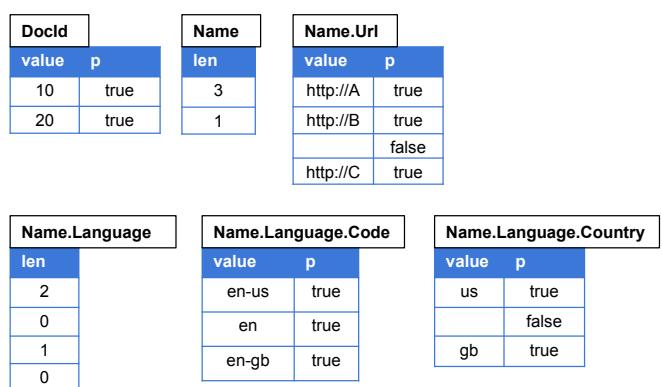 DocId Name Name.Url
value p len value p
10 true 3 http://A true
20 true 1 http://B true
false
http://C true
Name.Language Name.Language.Code Name.Language.Country
len value p value p
2 en-us true us true
0 en true false
1 en-gb true gb true
0